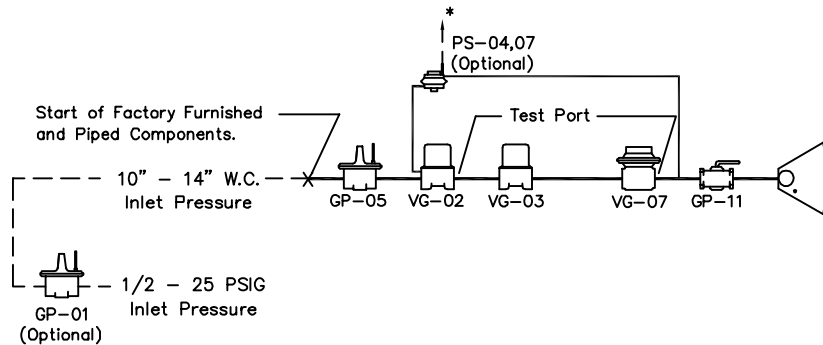 *
PS-04,07
(Optional)
Start of Factory Furnished
and Piped Components.
Test Port
10" - 14" W.C.
Inlet Pressure
GP-05
VG-02
VG-03
VG-07
GP-11
1/2 - 25 PSIG
Inlet Pressure
GP-01
(Optional)